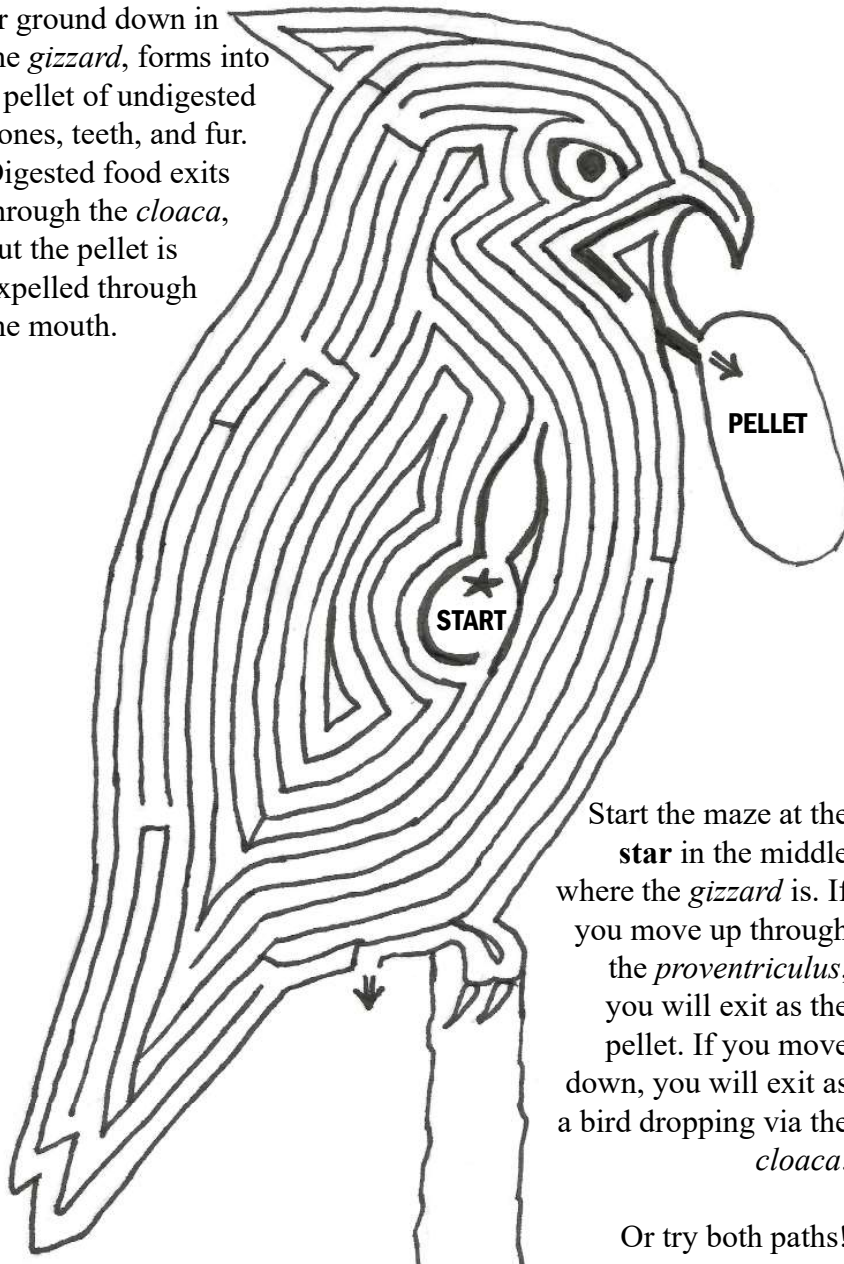 r ground down in
he gizzard, forms into
pellet of undigested
ones, teeth, and fur.
Digested food exits
hrough the cloaca,
ut the pellet is
xpelled through
he mouth.
PELLET
START
Start the maze at the
star in the middle
where the gizzard is. If
you move up through
the proventriculus,
you will exit as the
pellet. If you move
down, you will exit as
a bird dropping via the
cloaca!
Or try both paths!